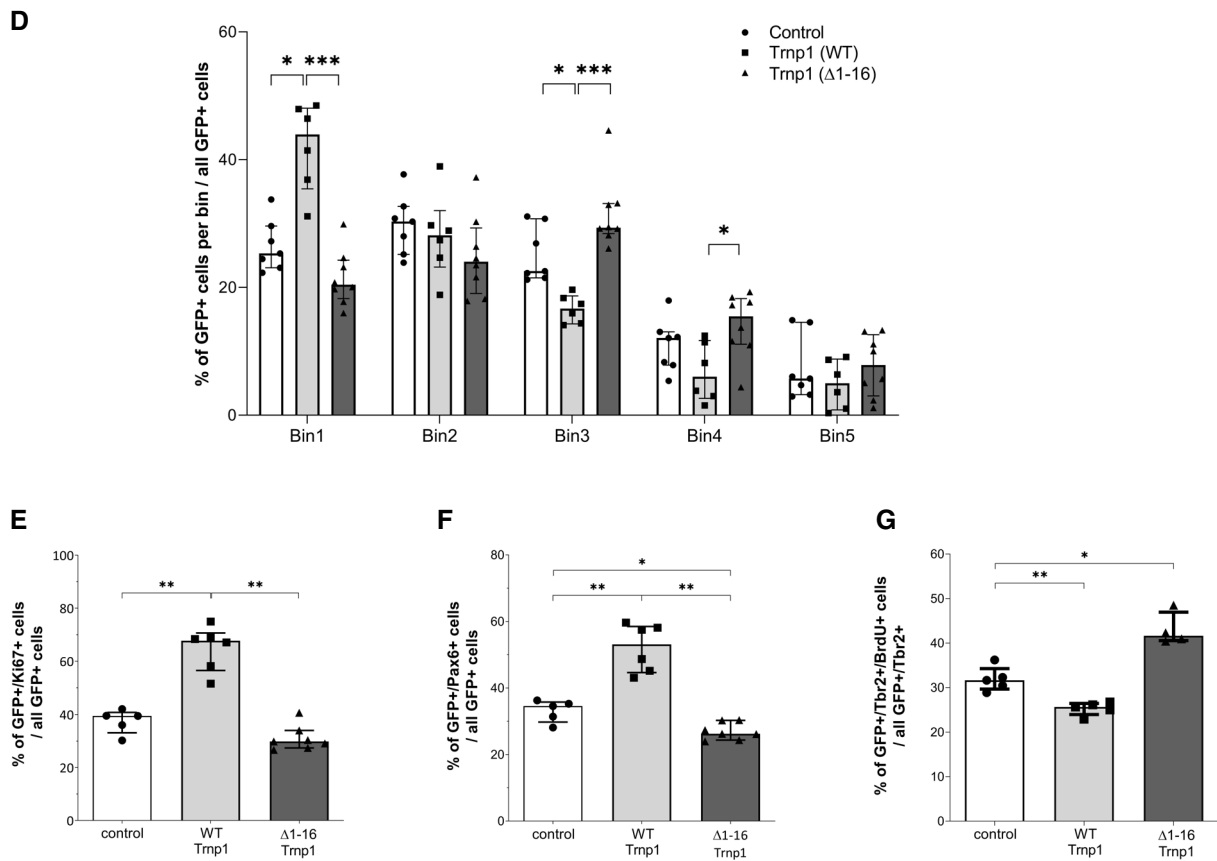 D
% of GFP+ cells per bin / all GFP+ cells
60
40
20
0
* ***
* ***
*
Control
Trnp1 (WT)
Trnp1 (Δ1-16)
Bin1 Bin2 Bin3 Bin4 Bin5
E
% of GFP+/Ki67+ cells
/ all GFP+ cells
100
80
60
40
20
0
** **
control WT Δ1-16
Trnp1 Trnp1
F
% of GFP+/Pax6+ cells
/ all GFP+ cells
80
60
40
20
0
*
** **
control WT Δ1-16
Trnp1 Trnp1
G
% of GFP+/Tbr2+/BrdU+ cells
/ all GFP+/Tbr2+
60
50
40
30
20
10
0
*
**
control WT Δ1-16
Trnp1 Trnp1